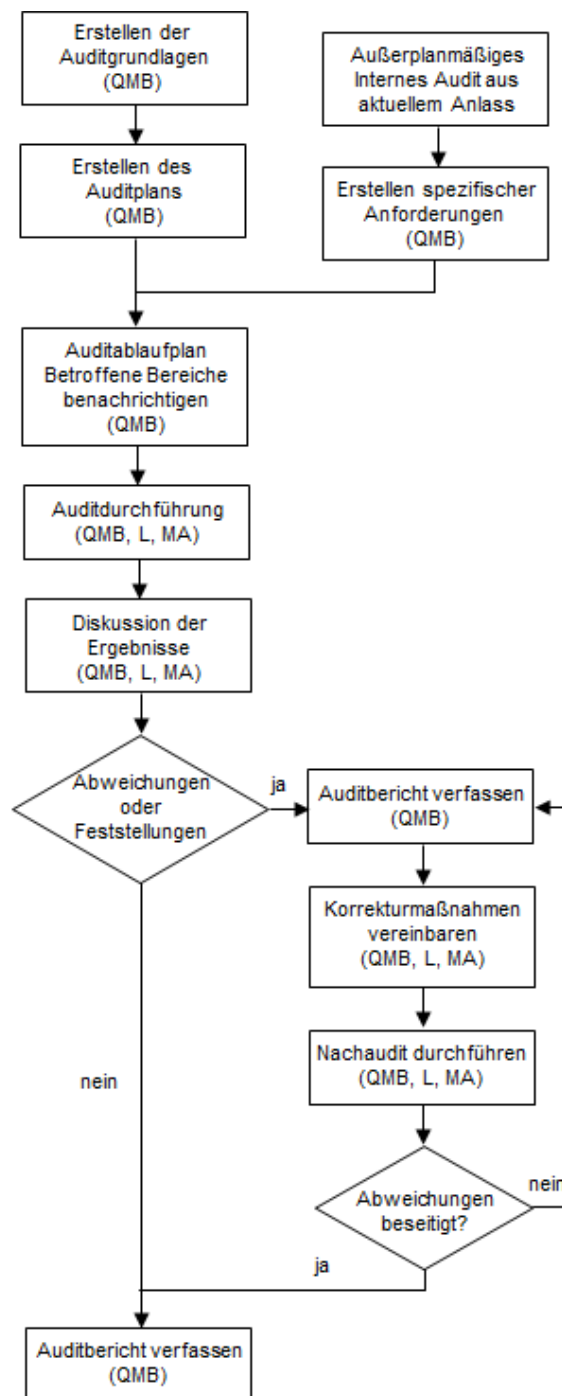 Erstellen der
Auditgrundlagen
(QMB)
Außerplanmäßiges
Internes Audit aus
aktuellem Anlass
Erstellen des
Auditplans
(QMB)
Erstellen spezifischer
Anforderungen
(QMB)
Auditablaufplan
Betroffene Bereiche
benachrichtigen
(QMB)
Auditdurchführung
(QMB, L, MA)
Diskussion der
Ergebnisse
(QMB, L, MA)
Abweichungen
oder
Feststellungen
ja
Auditbericht verfassen
(QMB)
Korrekturmaßnahmen
vereinbaren
(QMB, L, MA)
Nachaudit durchführen
(QMB, L, MA)
nein
Abweichungen
beseitigt?
nein
ja
Auditbericht verfassen
(QMB)